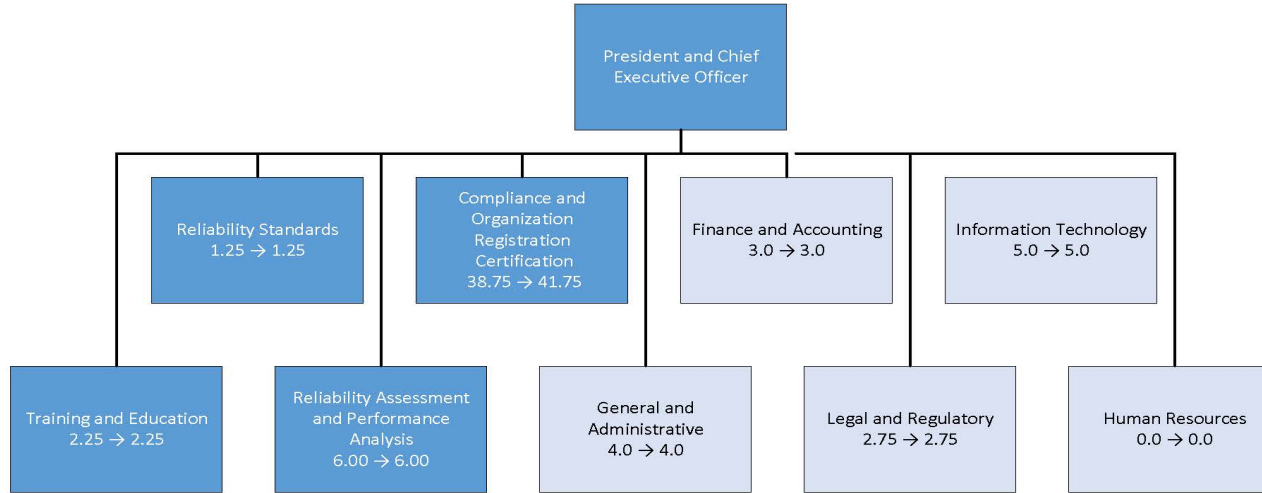 President and Chief
Executive Officer
Reliability Standards
1.25 → 1.25
Compliance and
Organization
Registration
Certification
38.75 → 41.75
Finance and Accounting
3.0 → 3.0
Information Technology
5.0 → 5.0
Training and Education
2.25 → 2.25
Reliability Assessment
and Performance
Analysis
6.00 → 6.00
General and
Administrative
4.0 → 4.0
Legal and Regulatory
2.75 → 2.75
Human Resources
0.0 → 0.0